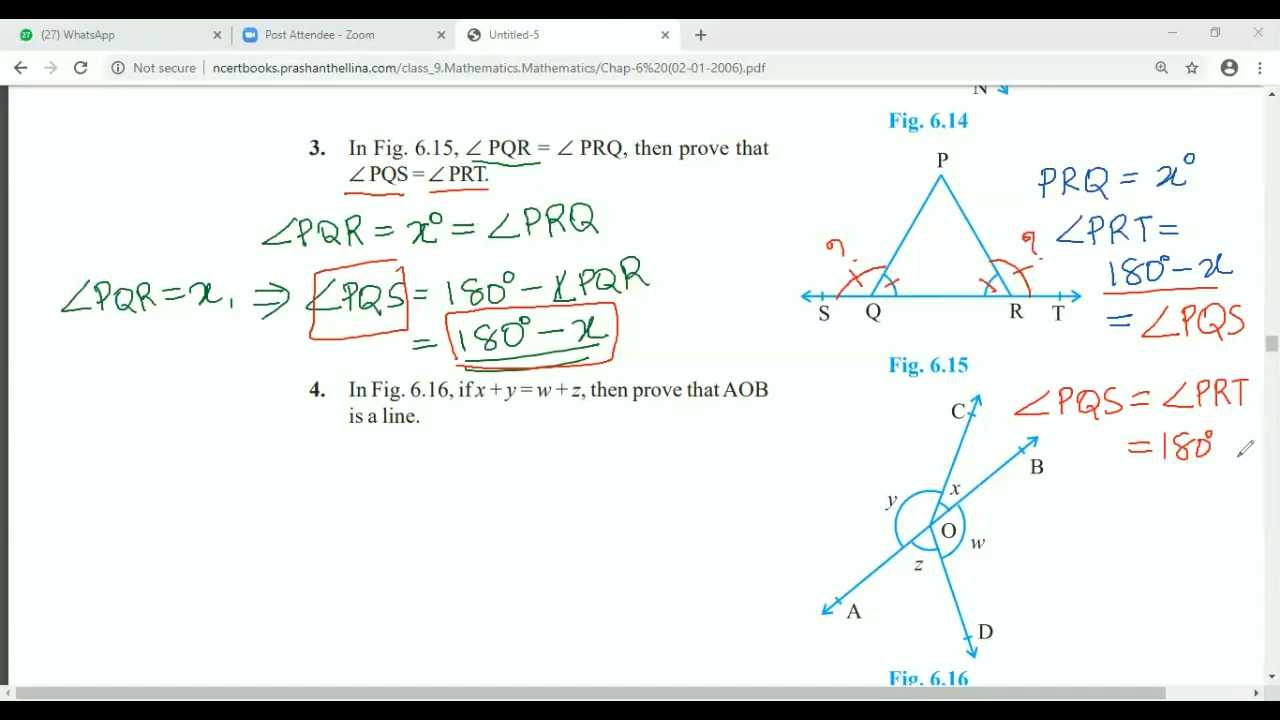 (27) WhatsApp
Post Attendee - Zoom
Untitled-5
Not secure
ncertbooks.prashanthellina.com/class_9.Mathematics.Mathematics/Chap-6%20(02-01-2006).pdf
N
Fig. 6.14
3. In Fig. 6.15, ∠ PQR = ∠ PRQ, then prove that
∠ PQS = ∠ PRT.
∠PQR = x° = ∠PRQ
∠PQR = x, ⇒ ∠PQS = 180° − ∠PQR
= 180° − x
P
?
?
S Q R T
Fig. 6.15
PRQ = x°
∠PRT =
180° − x
= ∠PQS
∠PQS = ∠PRT
= 180°
4. In Fig. 6.16, if x + y = w + z, then prove that AOB
is a line.
C
B
x
y
O
w
z
A
D
Fig. 6.16